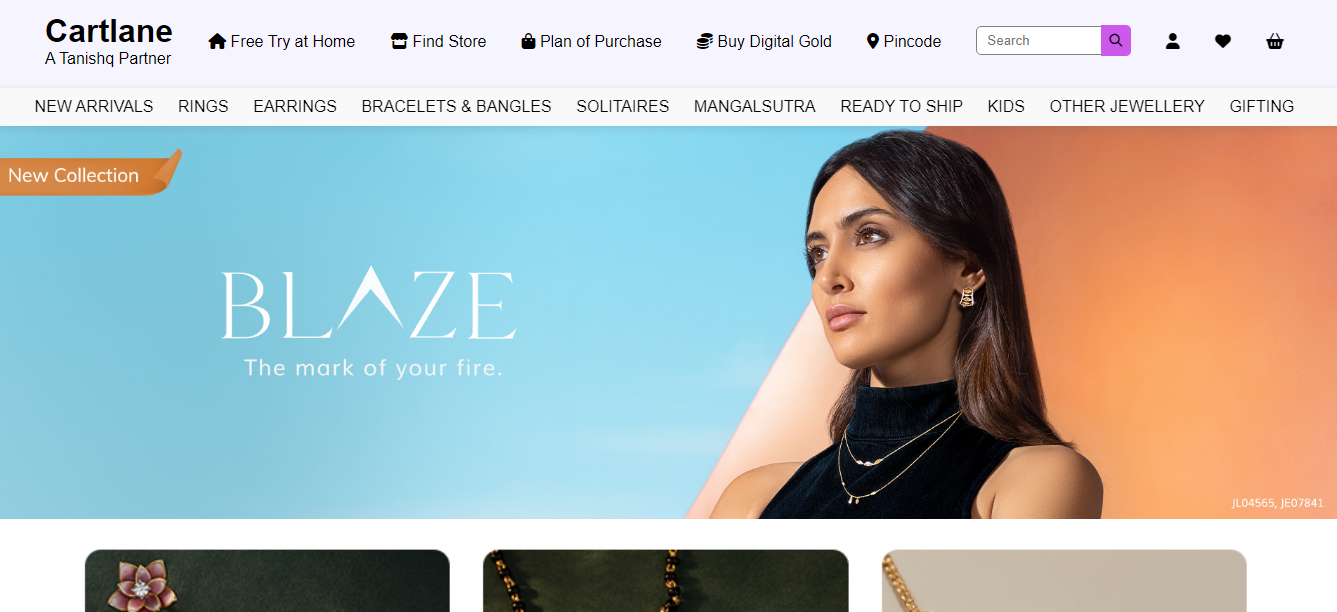 Cartlane
A Tanishq Partner
Free Try at Home
Find Store
Plan of Purchase
Buy Digital Gold
Pincode
Search
NEW ARRIVALS
RINGS
EARRINGS
BRACELETS & BANGLES
SOLITAIRES
MANGALSUTRA
READY TO SHIP
KIDS
OTHER JEWELLERY
GIFTING
New Collection
BLAZE
The mark of your fire.
JL04565, JE07841